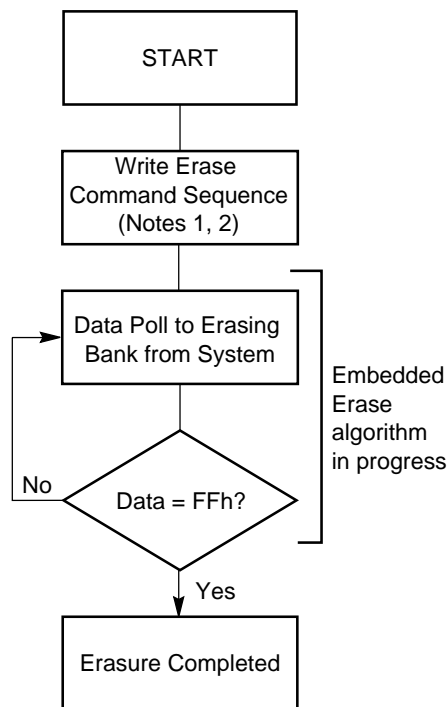 START
Write Erase
Command Sequence
(Notes 1, 2)
Data Poll to Erasing
Bank from System
Embedded
Erase
algorithm
in progress
No
Data = FFh?
Yes
Erasure Completed